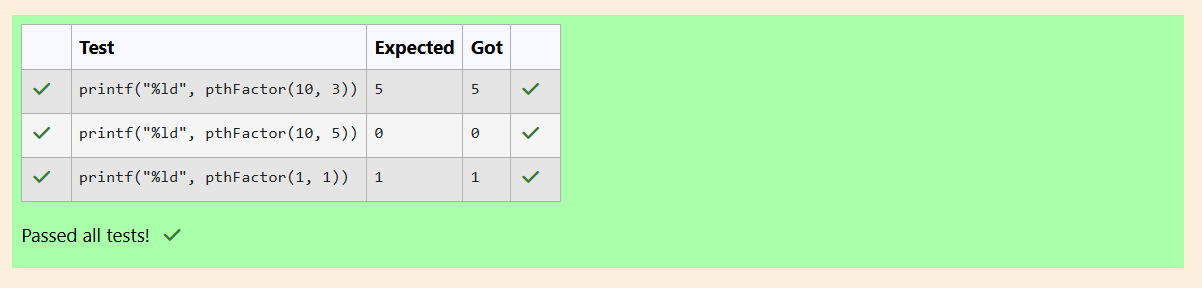 Test Expected Got
printf("%ld", pthFactor(10, 3)) 5 5
printf("%ld", pthFactor(10, 5)) 0 0
printf("%ld", pthFactor(1, 1)) 1 1
Passed all tests!